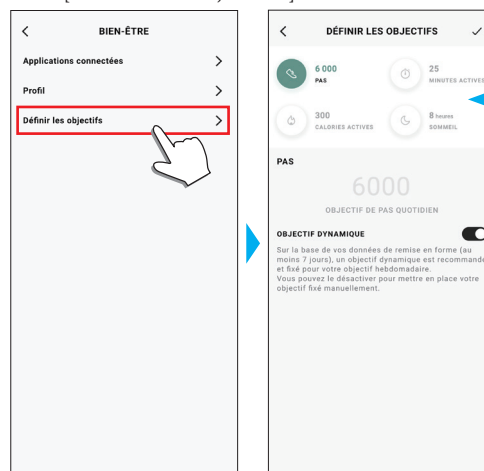 BIEN-ÊTRE
Applications connectées
Profil
Définir les objectifs
DÉFINIR LES OBJECTIFS
6 000
PAS
25
MINUTES ACTIVES
300
CALORIES ACTIVES
8 heures
SOMMEIL
PAS
6000
OBJECTIF DE PAS QUOTIDIEN
OBJECTIF DYNAMIQUE
Sur la base de vos données de remise en forme (au
moins 7 jours), un objectif dynamique est recommandé
et fixé pour votre objectif hebdomadaire.
Vous pouvez le désactiver pour mettre en place votre
objectif fixé manuellement.